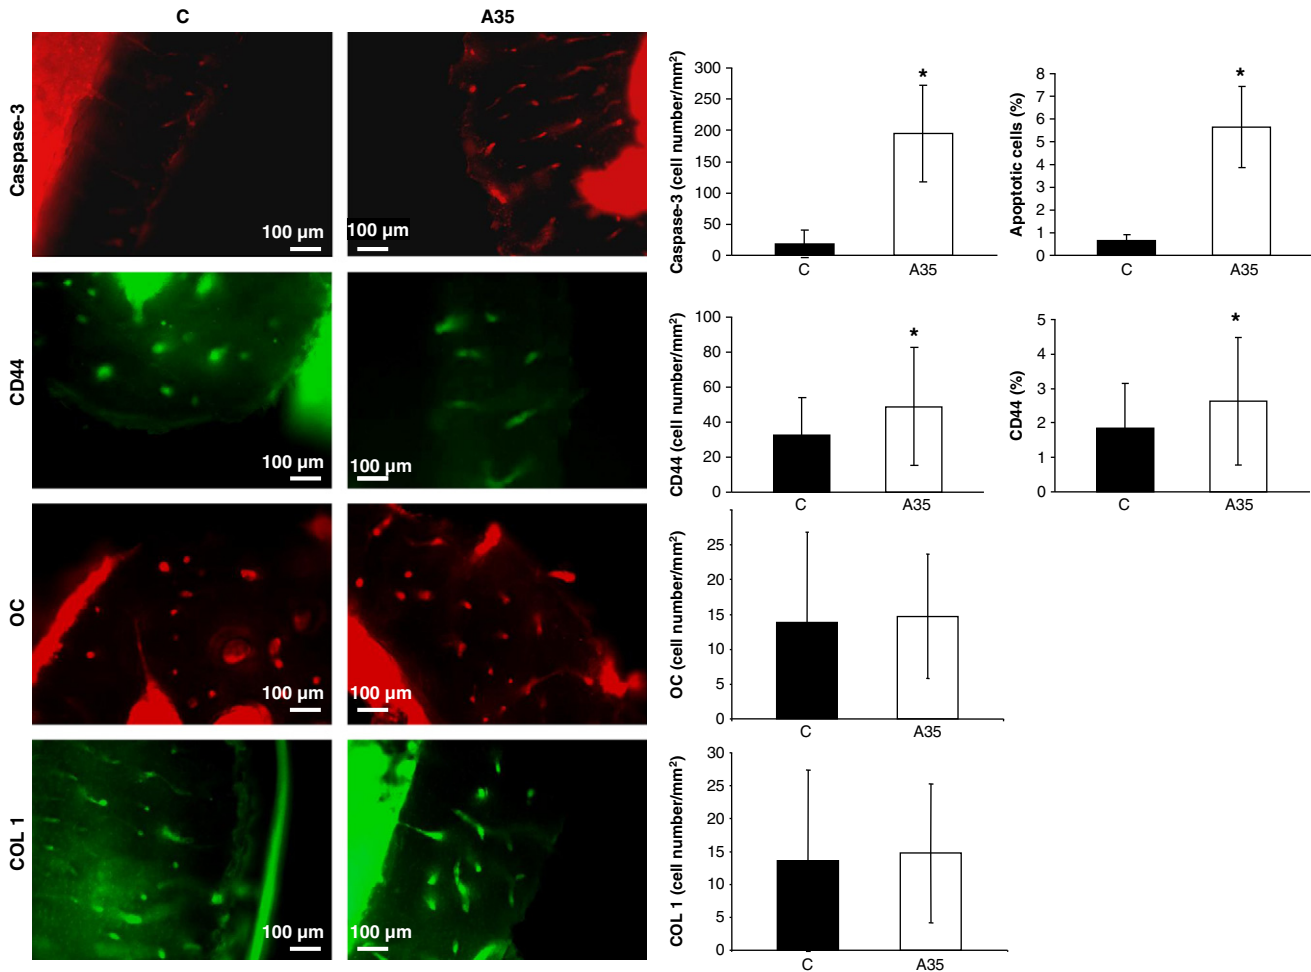 C
A35
Caspase-3
100 µm
100 µm
Caspase-3 (cell number/mm²)
300
250
200
150
100
50
0
*
C
A35
Apoptotic cells (%)
8
7
6
5
4
3
2
1
0
*
C
A35
CD44
100 µm
100 µm
CD44 (cell number/mm²)
100
80
60
40
20
0
*
C
A35
CD44 (%)
5
4
3
2
1
0
*
C
A35
OC
100 µm
100 µm
OC (cell number/mm²)
25
20
15
10
5
0
C
A35
COL 1
100 µm
100 µm
COL 1 (cell number/mm²)
30
25
20
15
10
5
0
C
A35